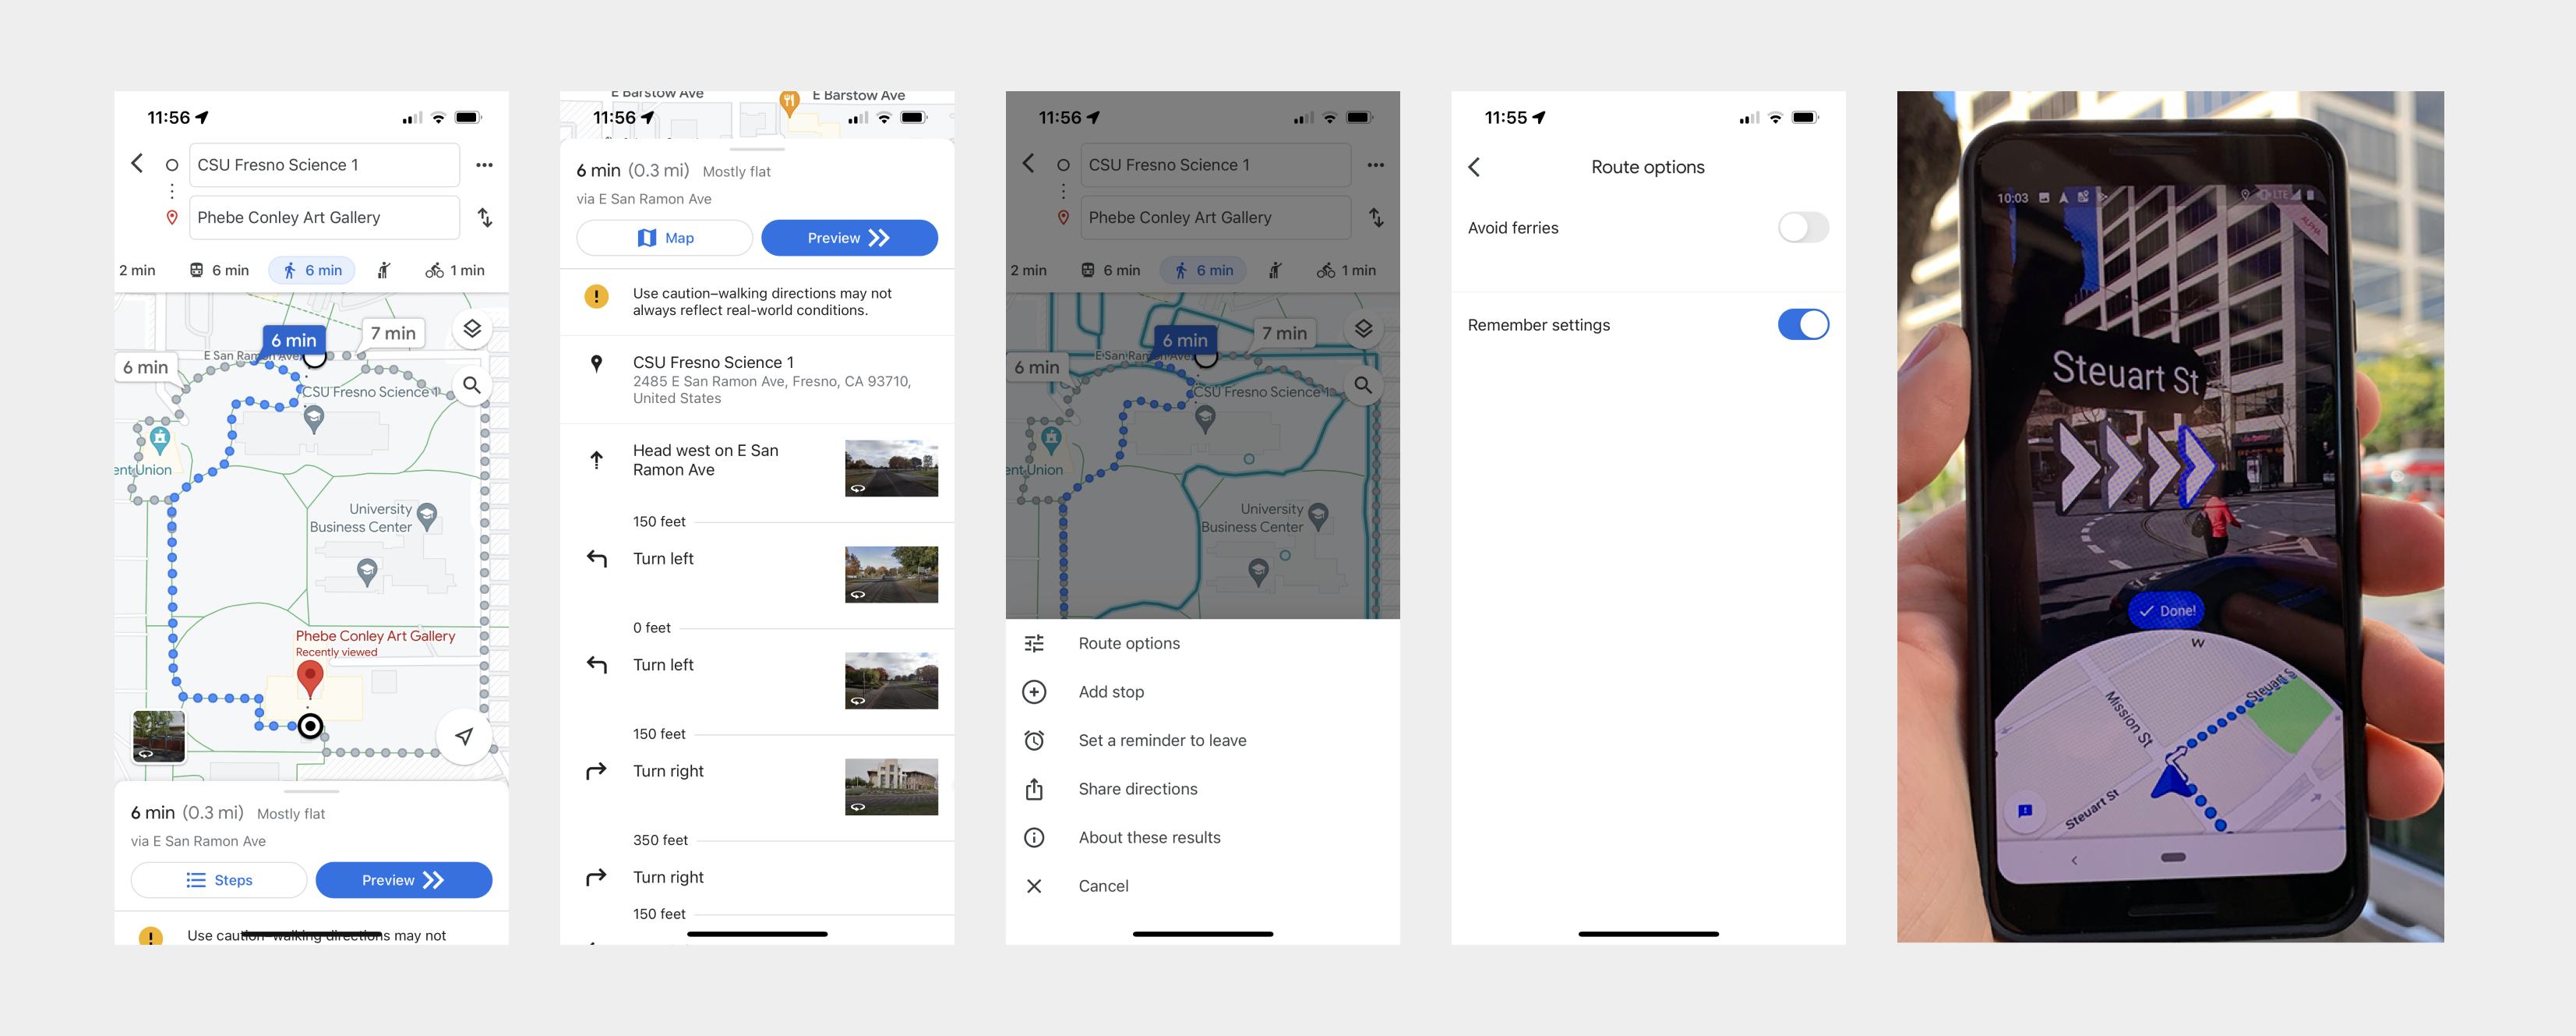 11:56
CSU Fresno Science 1
Phebe Conley Art Gallery
2 min
6 min
6 min
1 min
6 min
7 min
E San Ramon Ave
6 min
CSU Fresno Science 1
ent Union
University
Business Center
Phebe Conley Art Gallery
Recently viewed
6 min (0.3 mi) Mostly flat
via E San Ramon Ave
Steps
Preview
Use caution–walking directions may not
E Barstow Ave
E Barstow Ave
11:56
6 min (0.3 mi) Mostly flat
via E San Ramon Ave
Map
Preview
Use caution–walking directions may not
always reflect real-world conditions.
CSU Fresno Science 1
2485 E San Ramon Ave, Fresno, CA 93710,
United States
Head west on E San
Ramon Ave
150 feet
Turn left
0 feet
Turn left
150 feet
Turn right
350 feet
Turn right
150 feet
11:56
CSU Fresno Science 1
Phebe Conley Art Gallery
2 min
6 min
6 min
1 min
6 min
7 min
E San Ramon Ave
6 min
CSU Fresno Science 1
ent Union
University
Business Center
Route options
Add stop
Set a reminder to leave
Share directions
About these results
Cancel
11:55
Route options
Avoid ferries
Remember settings
10:03
LTE
ALPHA
Steuart St
Done!
W
Steuart St
Mission St
Steuart St